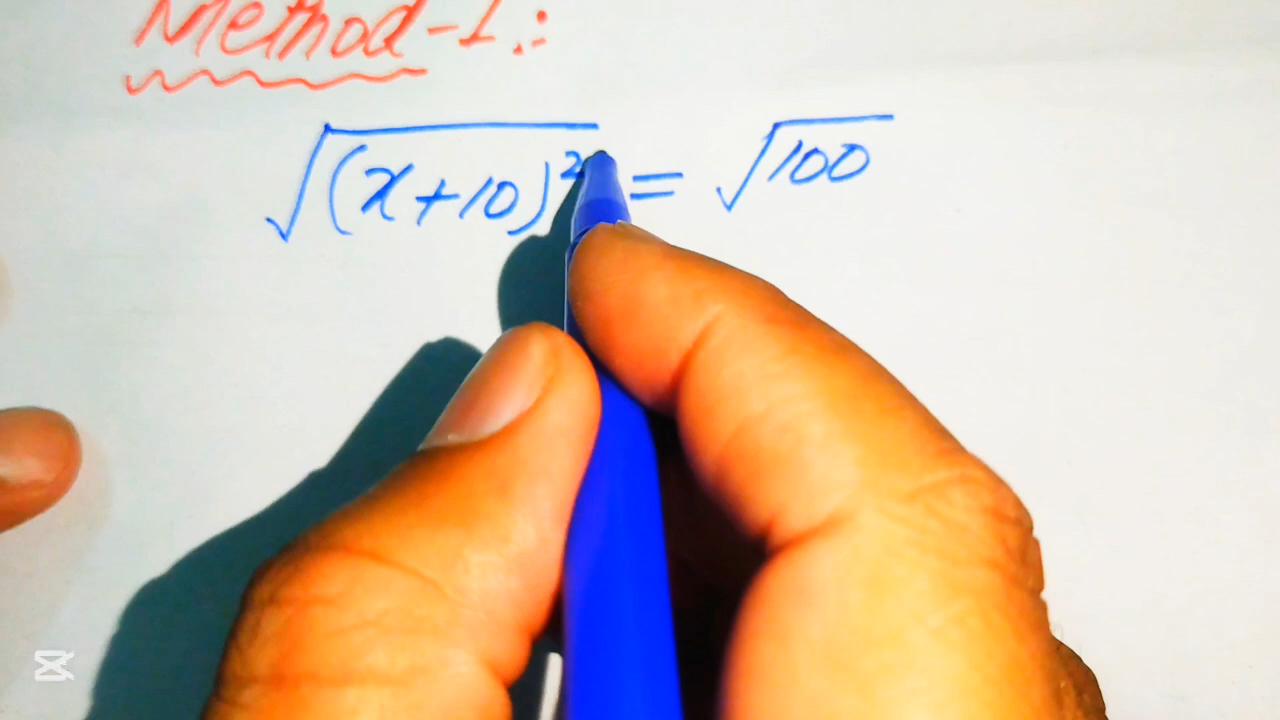 Method-1:
√(x+10)² = √100